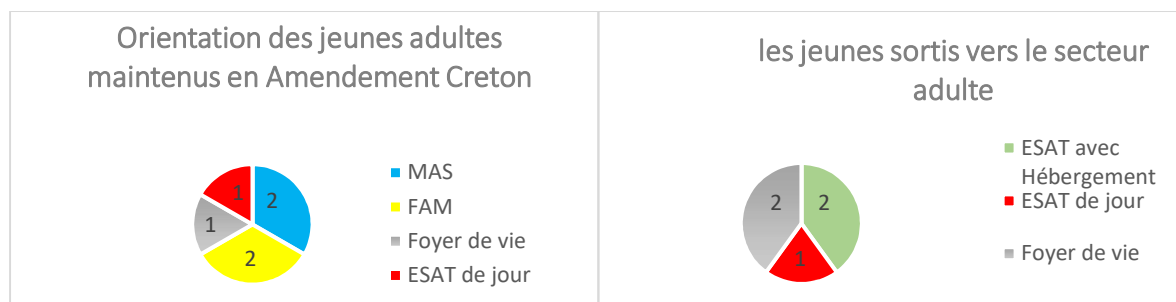 Orientation des jeunes adultes
maintenus en Amendement Creton
2
2
1
1
MAS
FAM
Foyer de vie
ESAT de jour
les jeunes sortis vers le secteur
adulte
2
1
2
ESAT avec
Hébergement
ESAT de jour
Foyer de vie